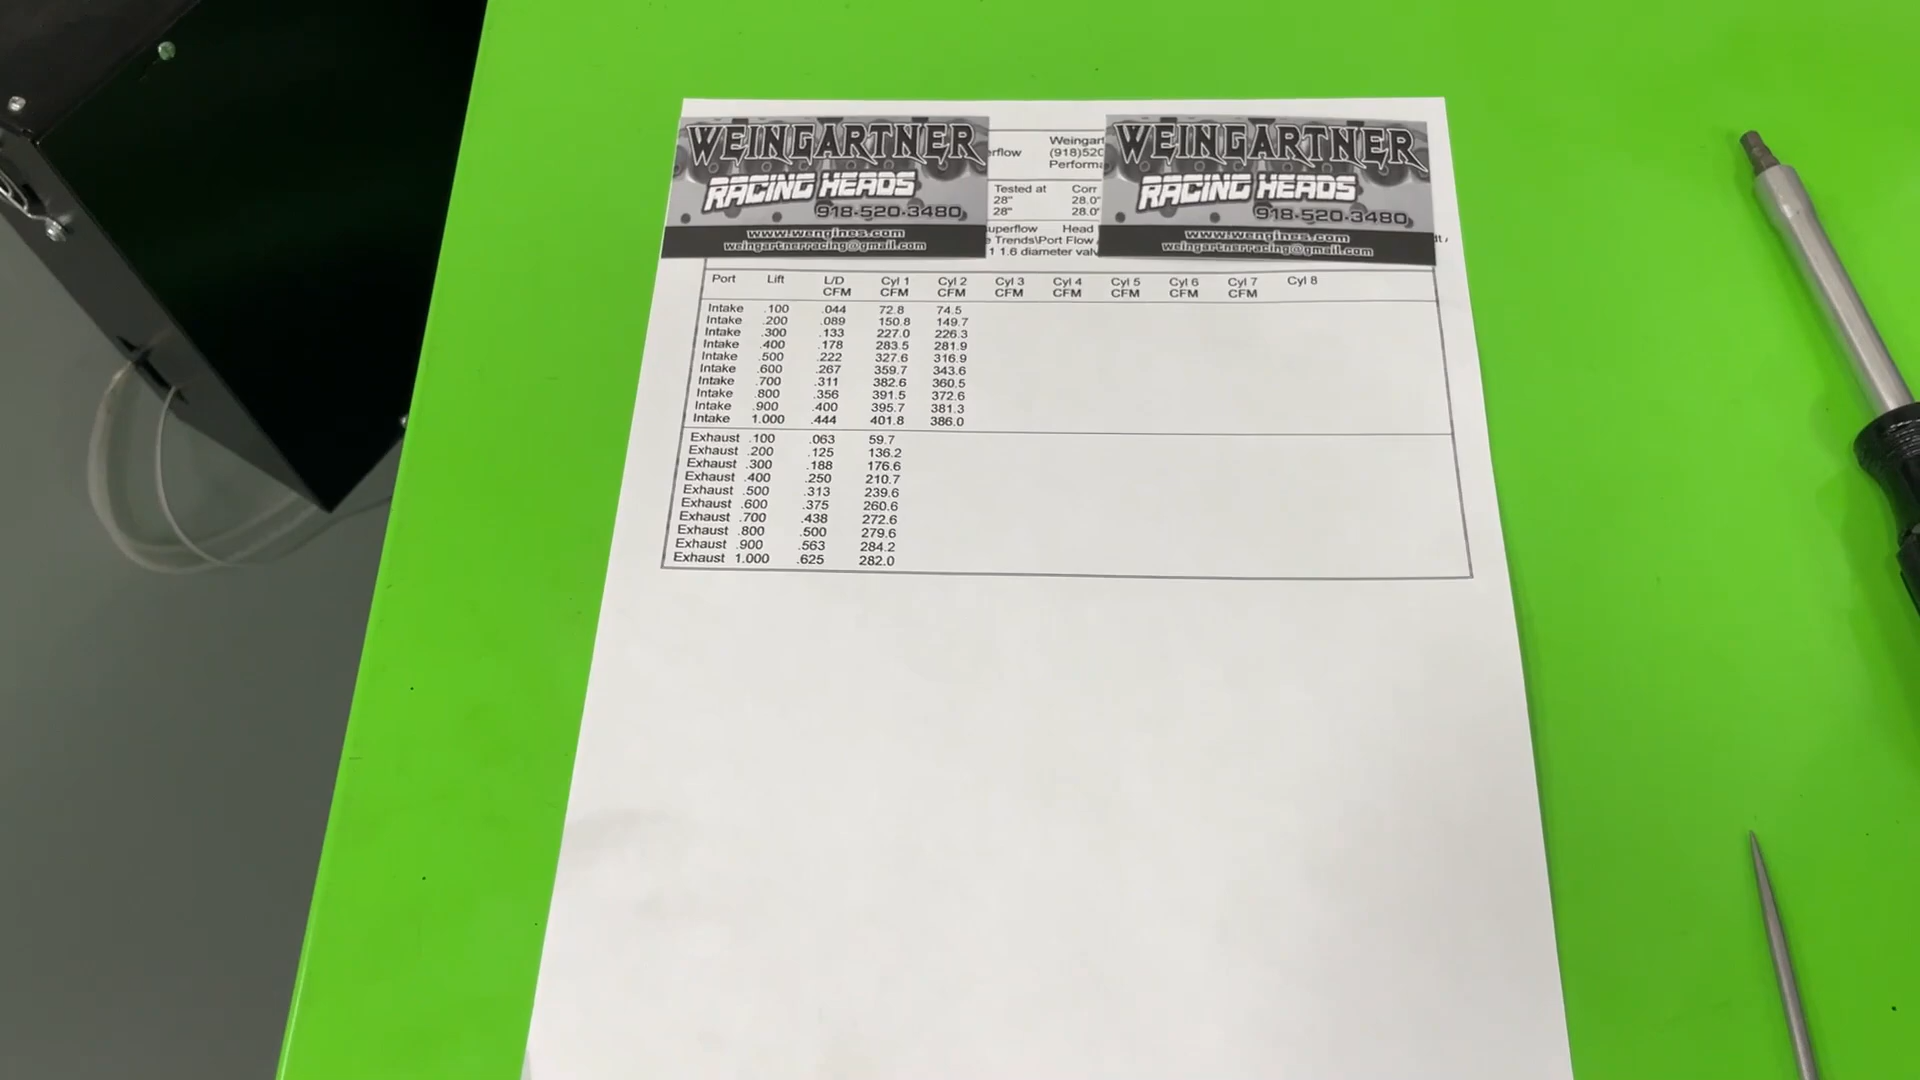 WEINGARTNER
RACING HEADS
918-520-3480
www.wengines.com
weingartnerracing@gmail.com
WEINGARTNER
RACING HEADS
918-520-3480
www.wengines.com
weingartnerracing@gmail.com
erflow Weingart
(918)520
Performa
Tested at Corr
28" 28.0"
28" 28.0"
uperflow Head
Trends\Port Flow
1 1.6 diameter valv
Port Lift L/D Cyl 1 Cyl 2 Cyl 3 Cyl 4 Cyl 5 Cyl 6 Cyl 7 Cyl 8
CFM CFM CFM CFM CFM CFM CFM CFM
Intake .100 .044 72.8 74.5
Intake .200 .089 150.8 149.7
Intake .300 .133 227.0 226.3
Intake .400 .178 283.5 281.9
Intake .500 .222 327.6 316.9
Intake .600 .267 359.7 343.6
Intake .700 .311 382.6 360.5
Intake .800 .356 391.5 372.6
Intake .900 .400 395.7 381.3
Intake 1.000 .444 401.8 386.0
Exhaust .100 .063 59.7
Exhaust .200 .125 136.2
Exhaust .300 .188 176.6
Exhaust .400 .250 210.7
Exhaust .500 .313 239.6
Exhaust .600 .375 260.6
Exhaust .700 .438 272.6
Exhaust .800 .500 279.6
Exhaust .900 .563 284.2
Exhaust 1.000 .625 282.0